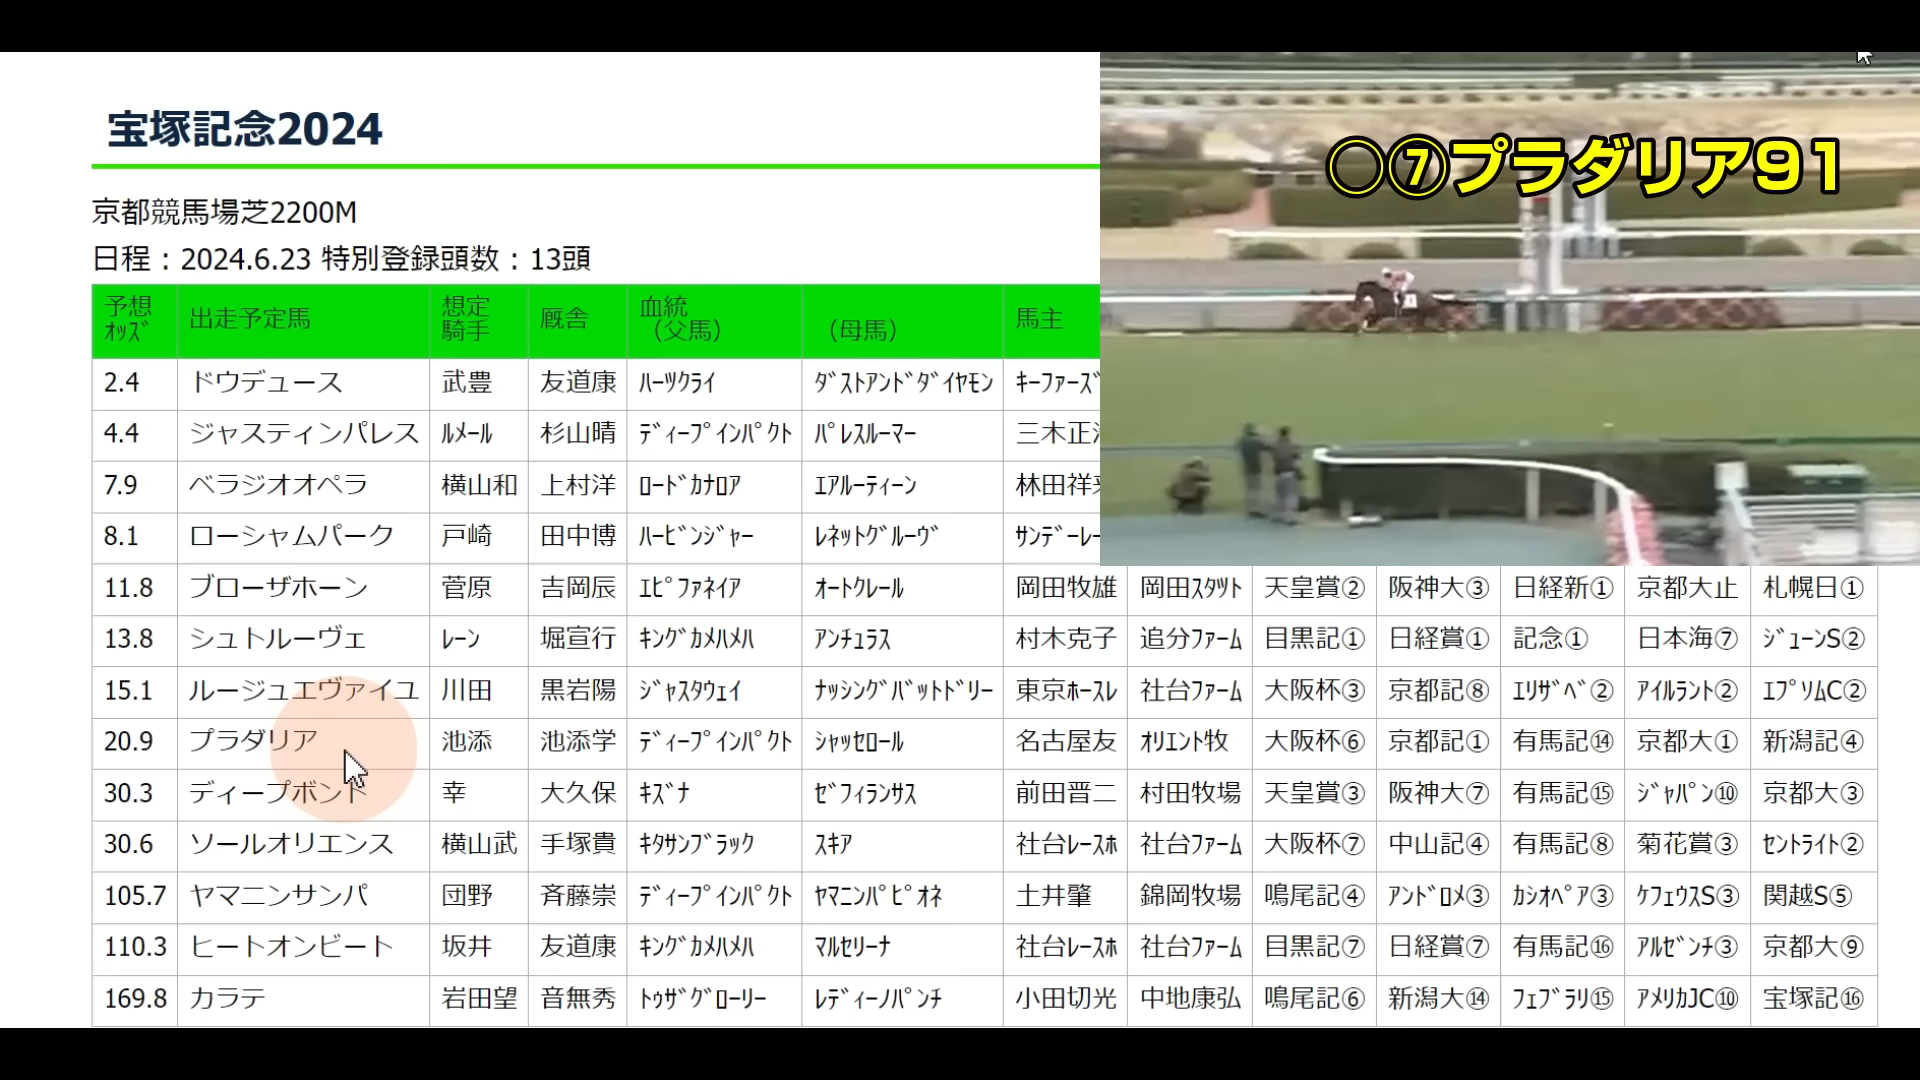 宝塚記念2024
○⑦プラダリア91
京都競馬場芝2200M
日程：2024.6.23 特別登録頭数：13頭
予想ｵｯｽﾞ 出走予定馬 想定騎手 厩舎 血統（父馬） （母馬） 馬主
2.4 ドウデュース 武豊 友道康 ﾊｰﾂｸﾗｲ ﾀﾞｽﾄｱﾝﾄﾞﾀﾞｲﾔﾓﾝ ｷｰﾌｧｰｽﾞ
4.4 ジャスティンパレス ﾙﾒｰﾙ 杉山晴 ﾃﾞｨｰﾌﾟｲﾝﾊﾟｸﾄ ﾊﾟﾚｽﾙｰﾏｰ 三木正
7.9 ベラジオオペラ 横山和 上村洋 ﾛｰﾄﾞｶﾅﾛｱ ｴｱﾙｰﾃｨｰﾝ 林田祥
8.1 ローシャムパーク 戸崎 田中博 ﾊｰﾋﾞﾝｼﾞｬｰ ﾚﾈｯﾄｸﾞﾙｰｳﾞ ｻﾝﾃﾞｰﾚｰ
11.8 ブローザホーン 菅原 吉岡辰 ｴﾋﾟﾌｧﾈｲｱ ｵｰﾄｸﾚｰﾙ 岡田牧雄 岡田ｽﾀﾂﾄ 天皇賞② 阪神大③ 日経新① 京都大止 札幌日①
13.8 シュトルーヴェ ﾚｰﾝ 堀宣行 ｷﾝｸﾞｶﾒﾊﾒﾊ ｱﾝﾁｭﾗｽ 村木克子 追分ﾌｧｰﾑ 目黒記① 日経賞① 記念① 日本海⑦ ｼﾞｭｰﾝS②
15.1 ルージュエヴァイユ 川田 黒岩陽 ｼﾞｬｽﾀｳｪｲ ﾅｯｼﾝｸﾞﾊﾞｯﾄﾄﾞﾘｰ 東京ﾎｰｽﾚ 社台ﾌｧｰﾑ 大阪杯③ 京都記⑧ ｴﾘｻﾞﾍﾞ② ｱｲﾙﾗﾝﾄ② ｴﾌﾟｿﾑC②
20.9 プラダリア 池添 池添学 ﾃﾞｨｰﾌﾟｲﾝﾊﾟｸﾄ ｼｬｯｾﾛｰﾙ 名古屋友 ｵﾘｴﾝﾄ牧 大阪杯⑥ 京都記① 有馬記⑭ 京都大① 新潟記④
30.3 ディープボンド 幸 大久保 ｷｽﾞﾅ ｾﾞﾌｨﾗﾝｻｽ 前田晋二 村田牧場 天皇賞③ 阪神大⑦ 有馬記⑮ ｼﾞｬﾊﾟﾝ⑩ 京都大③
30.6 ソールオリエンス 横山武 手塚貴 ｷﾀｻﾝﾌﾞﾗｯｸ ｽｷｱ 社台ﾚｰｽﾎ 社台ﾌｧｰﾑ 大阪杯⑦ 中山記④ 有馬記⑧ 菊花賞③ ｾﾝﾄﾗｲﾄ②
105.7 ヤマニンサンパ 団野 斉藤崇 ﾃﾞｨｰﾌﾟｲﾝﾊﾟｸﾄ ﾔﾏﾆﾝﾊﾟﾋﾟｵﾈ 土井肇 錦岡牧場 鳴尾記④ ｱﾝﾄﾞﾛﾒ③ ｶｼｵﾍﾟｱ③ ｹﾌｪｳｽS③ 関越S⑤
110.3 ヒートオンビート 坂井 友道康 ｷﾝｸﾞｶﾒﾊﾒﾊ ﾏﾙｾﾘｰﾅ 社台ﾚｰｽﾎ 社台ﾌｧｰﾑ 目黒記⑦ 日経賞⑦ 有馬記⑯ ｱﾙｾﾞﾝﾁ③ 京都大⑨
169.8 カラテ 岩田望 音無秀 ﾄｩｻﾞｸﾞﾛｰﾘｰ ﾚﾃﾞｨｰﾉﾊﾟﾝﾁ 小田切光 中地康弘 鳴尾記⑥ 新潟大⑭ ﾌｪﾌﾞﾗﾘ⑮ ｱﾒﾘｶJC⑩ 宝塚記⑯